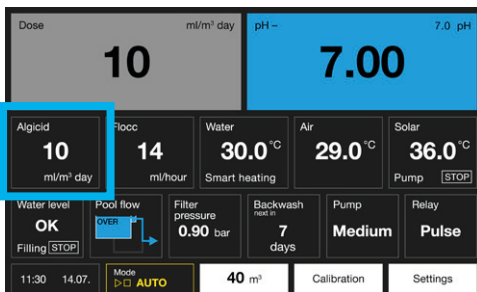 Dose ml/m³ day
10
pH – 7.0 pH
7.00
Algicid
10
ml/m³ day
Flocc
14
ml/hour
Water
30.0°C
Smart heating
Air
29.0°C
Solar
36.0°C
Pump STOP
Water level
OK
Filling STOP
Pool flow
OVER
Filter
pressure
0.90 bar
Backwash
next in
7
days
Pump
Medium
Relay
Pulse
11:30 14.07.
Mode
AUTO
40 m³
Calibration
Settings